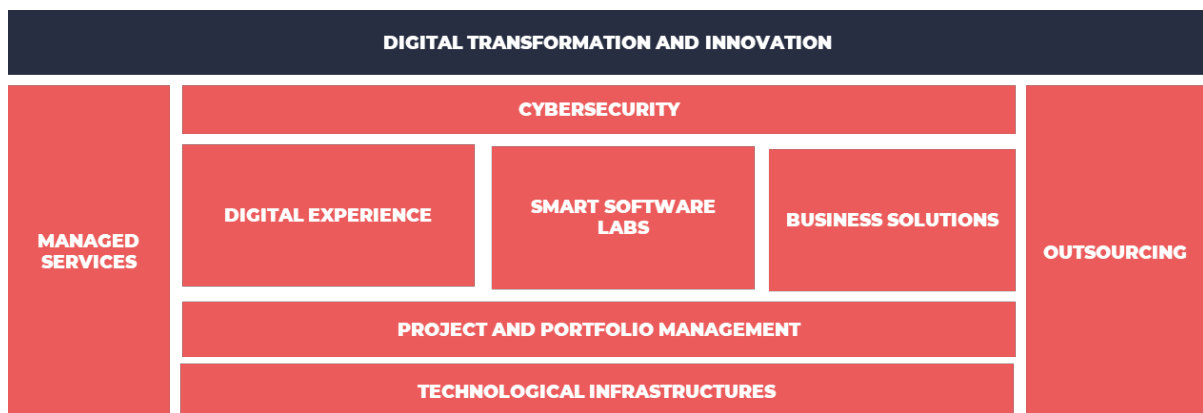 DIGITAL TRANSFORMATION AND INNOVATION
CYBERSECURITY
MANAGED
SERVICES
DIGITAL EXPERIENCE
SMART SOFTWARE
LABS
BUSINESS SOLUTIONS
OUTSOURCING
PROJECT AND PORTFOLIO MANAGEMENT
TECHNOLOGICAL INFRASTRUCTURES